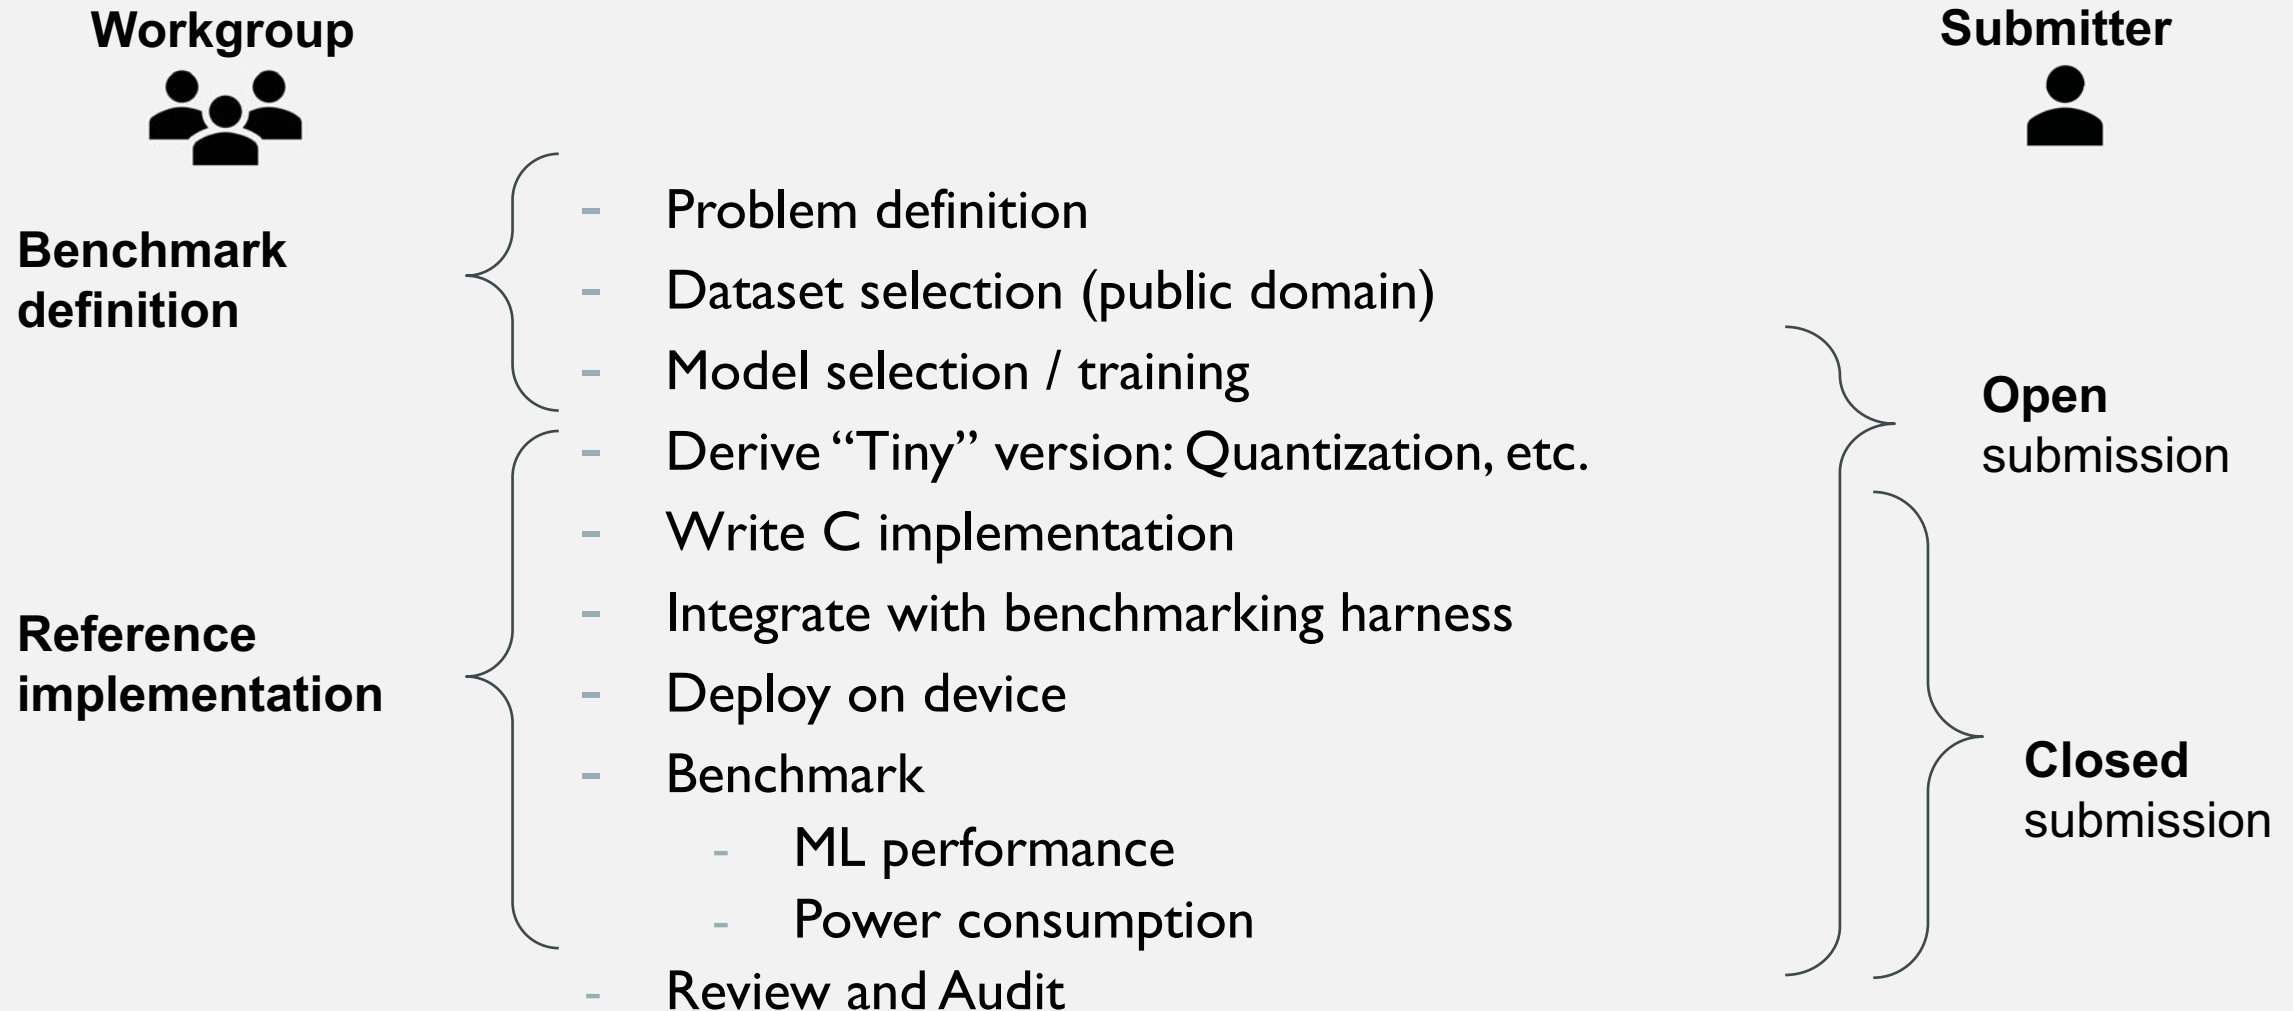 Workgroup
Submitter
Benchmark
definition
- Problem definition
- Dataset selection (public domain)
- Model selection / training
- Derive “Tiny” version: Quantization, etc.
- Write C implementation
- Integrate with benchmarking harness
- Deploy on device
- Benchmark
- ML performance
- Power consumption
- Review and Audit
Reference
implementation
Open
submission
Closed
submission